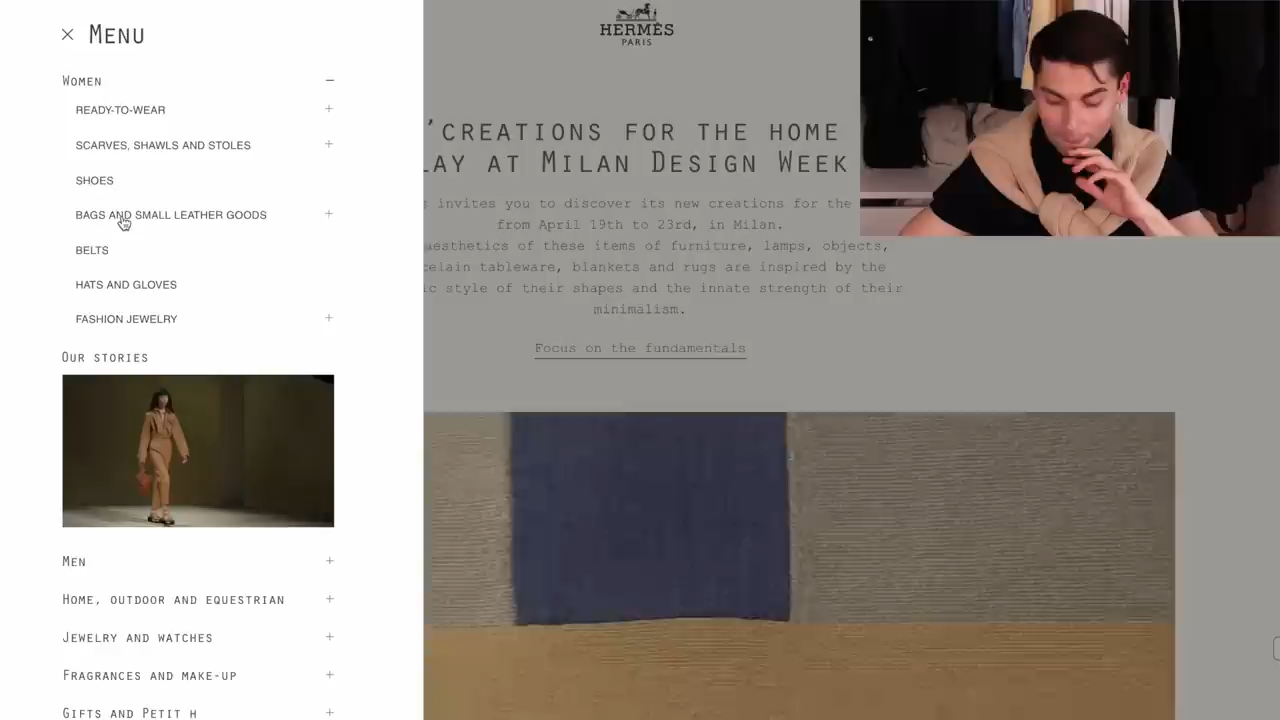 Menu
Women
READY-TO-WEAR
SCARVES, SHAWLS AND STOLES
SHOES
BAGS AND SMALL LEATHER GOODS
BELTS
HATS AND GLOVES
FASHION JEWELRY
Our stories
Men
Home, outdoor and equestrian
Jewelry and watches
Fragrances and make-up
Gifts and Petit h
HERMÈS
PARIS
'creations for the home
at Milan Design Week
invites you to discover its new creations for the
from April 19th to 23rd, in Milan.
aesthetics of these items of furniture, lamps, objects,
tableware, blankets and rugs are inspired by the
style of their shapes and the innate strength of their
minimalism.
Focus on the fundamentals